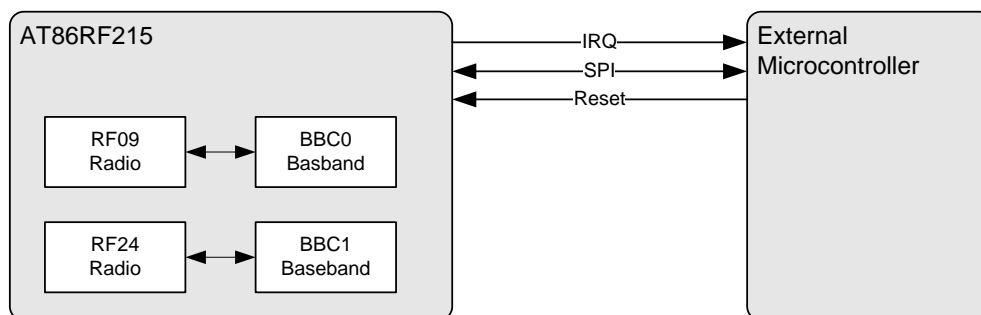 AT86RF215
IRQ
SPI
Reset
External
Microcontroller
RF09
Radio
BBC0
Basband
RF24
Radio
BBC1
Baseband